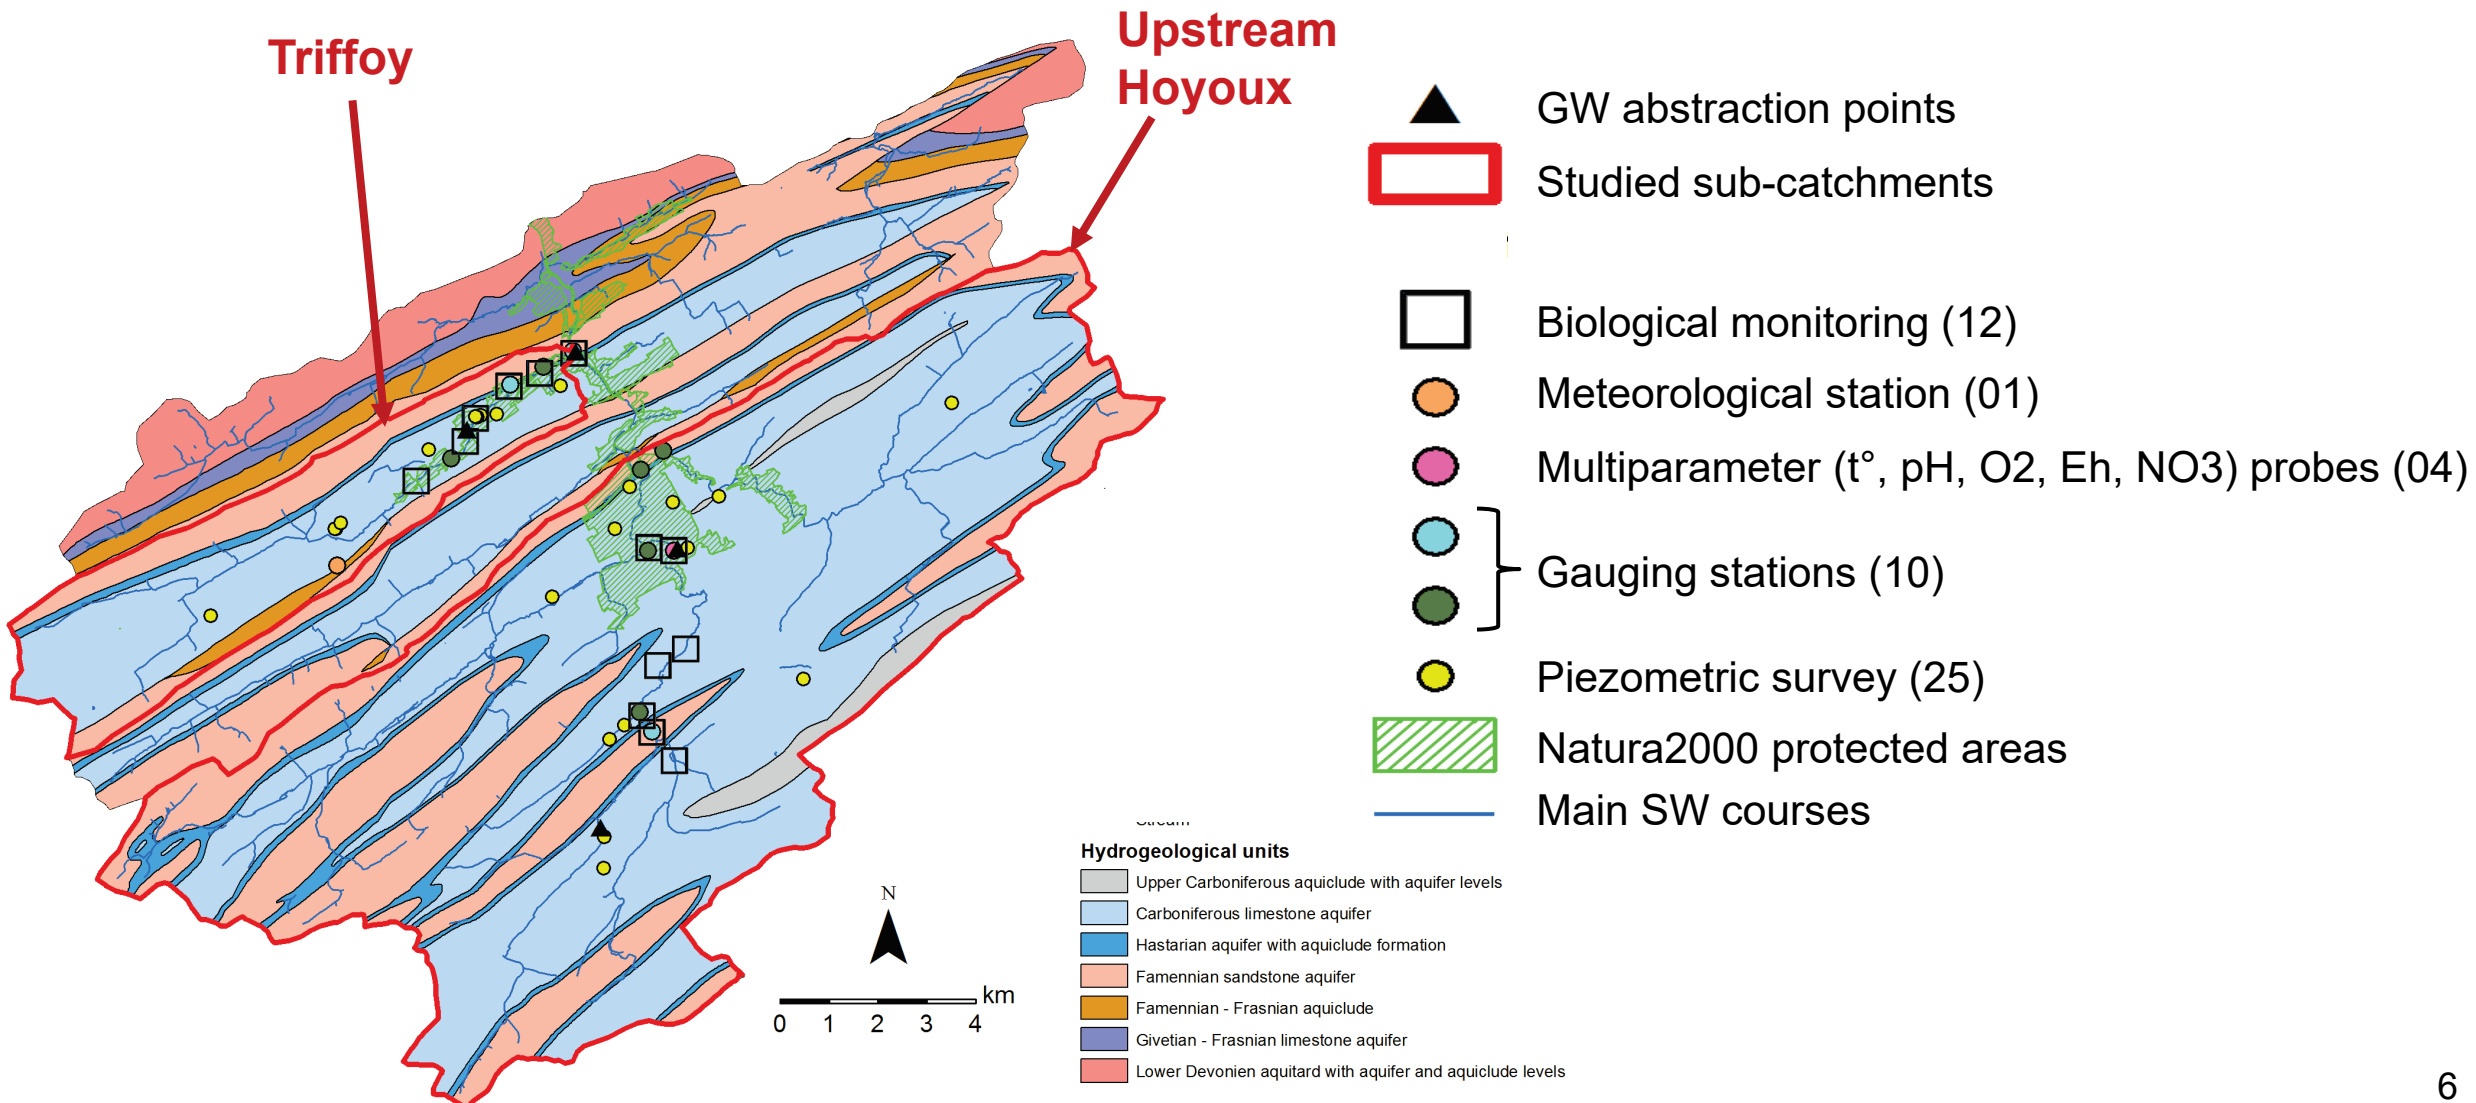 Triffoy
Upstream
Hoyoux
GW abstraction points
Studied sub-catchments
Biological monitoring (12)
Meteorological station (01)
Multiparameter (t°, pH, O2, Eh, NO3) probes (04)
Gauging stations (10)
Piezometric survey (25)
Natura2000 protected areas
Main SW courses
Stream
Hydrogeological units
Upper Carboniferous aquiclude with aquifer levels
Carboniferous limestone aquifer
Hastarian aquifer with aquiclude formation
Famennian sandstone aquifer
Famennian - Frasnian aquiclude
Givetian - Frasnian limestone aquifer
Lower Devonien aquitard with aquifer and aquiclude levels
N
km
0 1 2 3 4
6